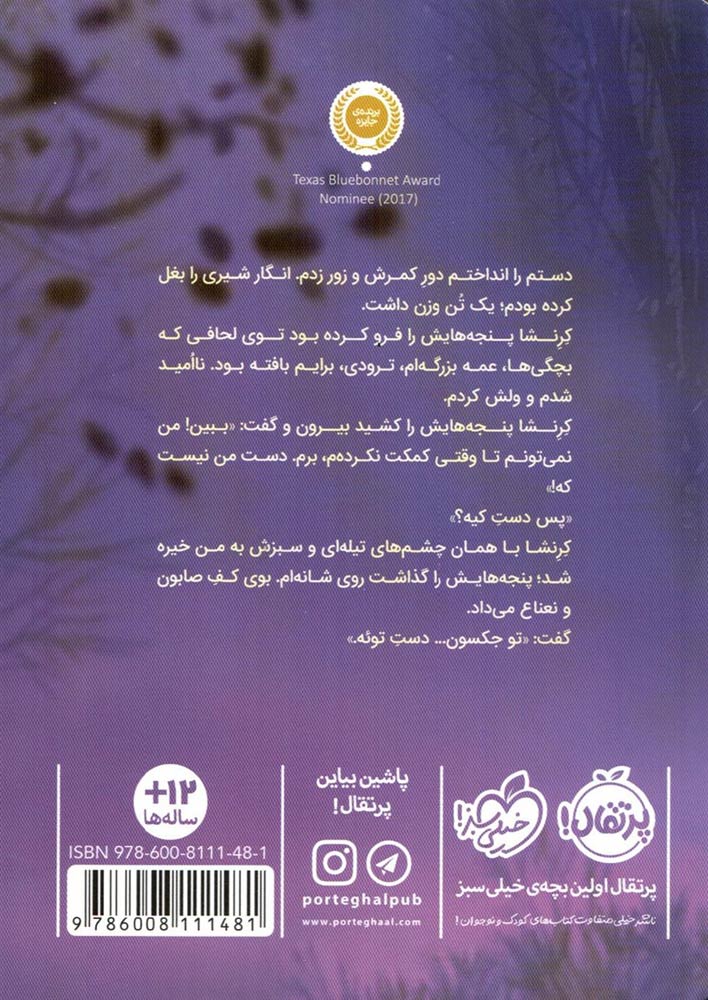 برنده‌ی
جایزه
Texas Bluebonnet Award
Nominee (2017)
دستم را انداختم دورِ کمرش و زور زدم. انگار شیری را بغل
کرده بودم؛ یک تُن وزن داشت.
کِرِنشا پنجه‌هایش را فرو کرده بود توی لحافی که
بچگی‌ها، عمه بزرگه‌ام، ترودی، برایم بافته بود. نااُمید
شدم و ولش کردم.
کِرِنشا پنجه‌هایش را کشید بیرون و گفت: «ببین! من
نمی‌تونم تا وقتی کمکت نکرده‌م، برم. دست من نیست
که!»
«پس دستِ کیه؟»
کِرِنشا با همان چشم‌های تیله‌ای و سبزش به من خیره
شد؛ پنجه‌هایش را گذاشت روی شانه‌ام. بوی کفِ صابون
و نعناع می‌داد.
گفت: «تو جکسون... دستِ توئه.»
پرتقال!
خیلی سبز!
پرتقال اولین بچه‌ی خیلی سبز
ناشر خیلی متفاوت کتاب‌های کودک و نوجوان!
پاشین بیاین
پرتقال!
porteghalpub
www.porteghaal.com
+۱۲
ساله‌ها
ISBN 978-600-8111-48-1
9 786008 111481